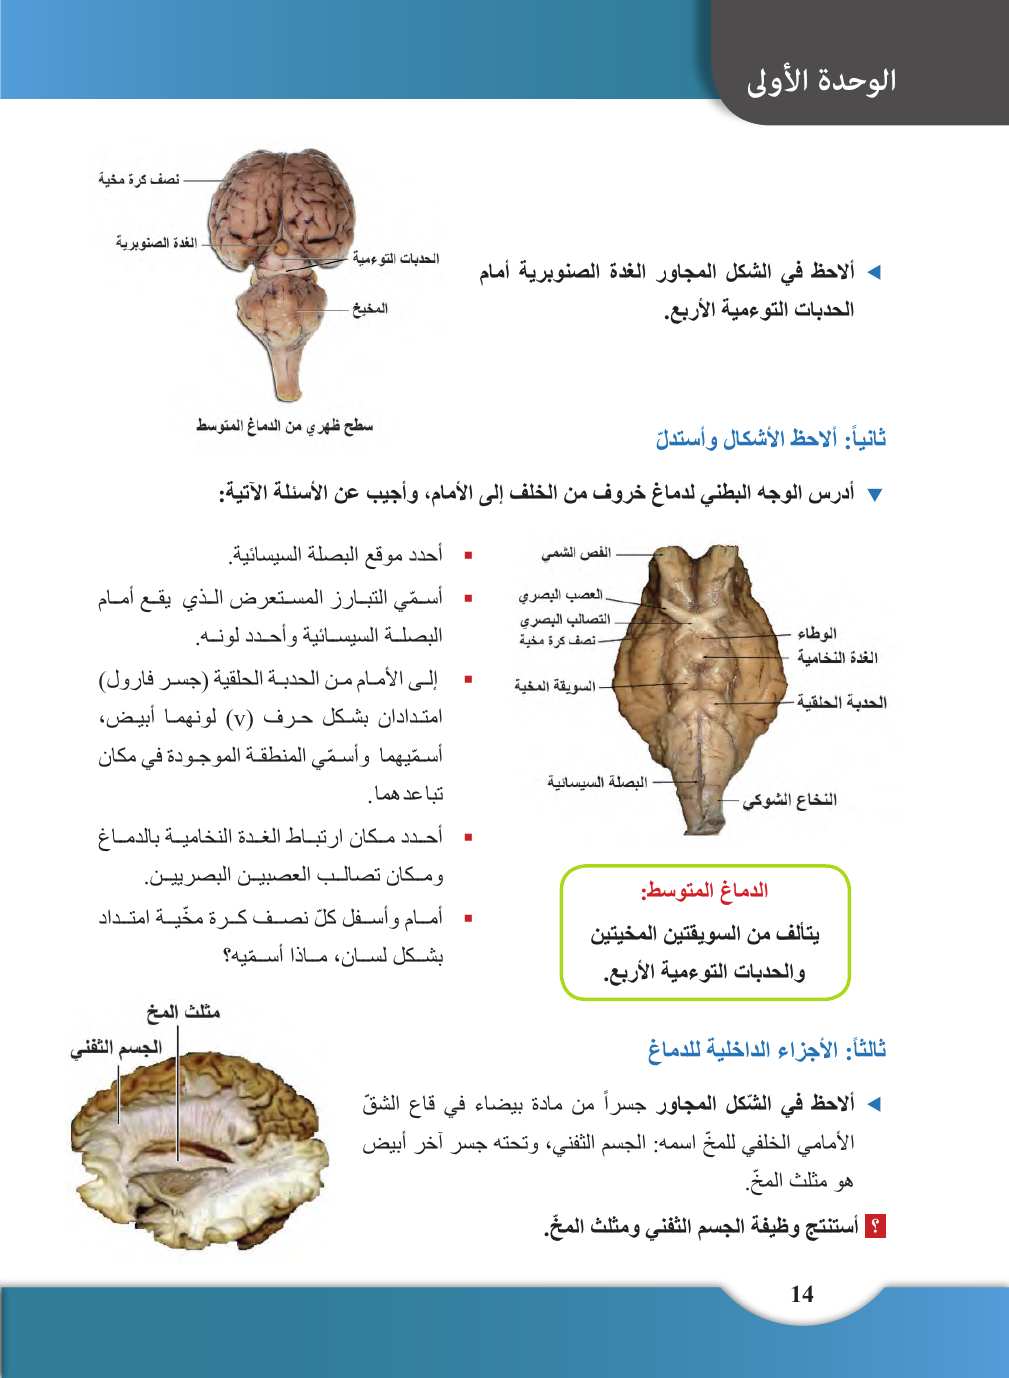 الوحدة الأولى
نصف كرة مخية
الغدة الصنوبرية
الحدبات التوءمية
المخيخ
سطح ظهري من الدماغ المتوسط
ألاحظ في الشكل المجاور الغدة الصنوبرية أمام
الحدبات التوءمية الأربع.
ثانياً: ألاحظ الأشكال وأستدلّ
أدرس الوجه البطني لدماغ خروف من الخلف إلى الأمام، وأجيب عن الأسئلة الآتية:
الفص الشمي
العصب البصري
التصالب البصري
نصف كرة مخية
السويقة المخية
البصلة السيسائية
الوطاء
الغدة النخامية
الحدبة الحلقية
النخاع الشوكي
أحدد موقع البصلة السيسائية.
أسمّي التبارز المستعرض الذي يقع أمام
البصلة السيسائية وأحدد لونه.
إلى الأمام من الحدبة الحلقية (جسر فارول)
امتدادان بشكل حرف (v) لونهما أبيض،
أسمّيهما وأسمّي المنطقة الموجودة في مكان
تباعدهما.
أحدد مكان ارتباط الغدة النخامية بالدماغ
ومكان تصالب العصبين البصريين.
أمام وأسفل كلّ نصف كرة مخّية امتداد
بشكل لسان، ماذا أسمّيه؟
الدماغ المتوسط:
يتألف من السويقتين المخيتين
والحدبات التوءمية الأربع.
ثالثاً: الأجزاء الداخلية للدماغ
مثلث المخ
الجسم الثفني
ألاحظ في الشّكل المجاور جسراً من مادة بيضاء في قاع الشقّ
الأمامي الخلفي للمخّ اسمه: الجسم الثفني، وتحته جسر آخر أبيض
هو مثلث المخّ.
؟ أستنتج وظيفة الجسم الثفني ومثلث المخّ.
14